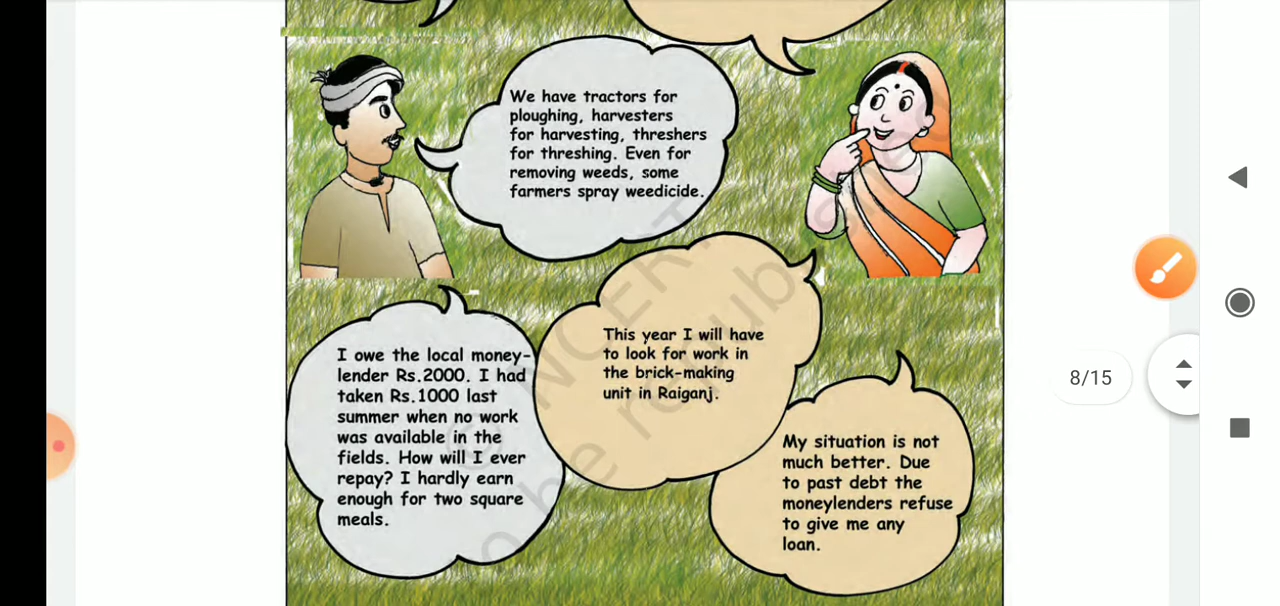 We have tractors for
ploughing, harvesters
for harvesting, threshers
for threshing. Even for
removing weeds, some
farmers spray weedicide.
This year I will have
to look for work in
the brick-making
unit in Raiganj.
I owe the local money-
lender Rs.2000. I had
taken Rs.1000 last
summer when no work
was available in the
fields. How will I ever
repay? I hardly earn
enough for two square
meals.
My situation is not
much better. Due
to past debt the
moneylenders refuse
to give me any
loan.
8/15
© NCERT